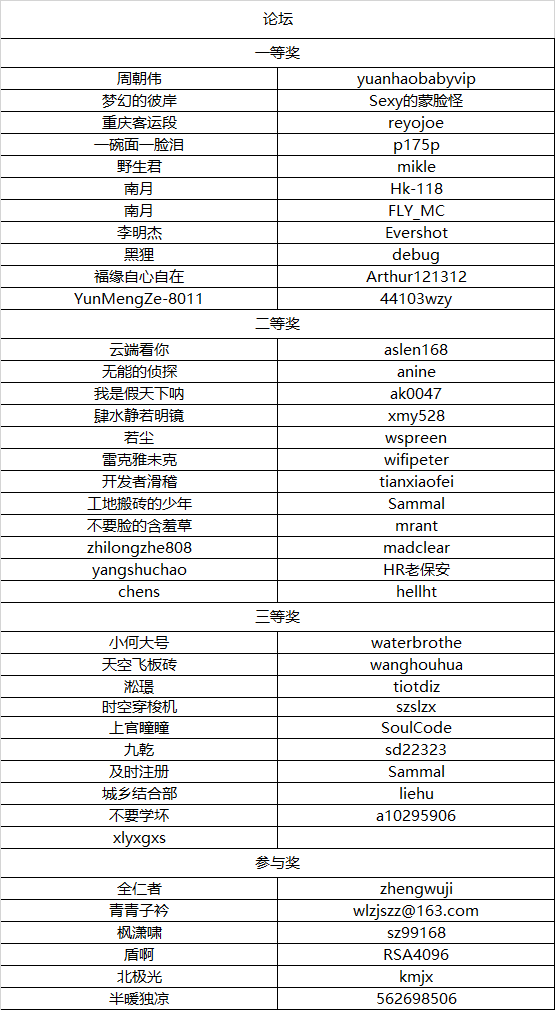 论坛
一等奖
周朝伟 yuanhaobabyvip
梦幻的彼岸 Sexy的蒙脸怪
重庆客运段 reyojoe
一碗面一脸泪 p175p
野生君 mikle
南月 Hk-118
南月 FLY_MC
李明杰 Evershot
黑狸 debug
福缘自心自在 Arthur121312
YunMengZe-8011 44103wzy
二等奖
云端看你 aslen168
无能的侦探 anine
我是假天下呐 ak0047
肆水静若明镜 xmy528
若尘 wspreen
雷克雅未克 wifipeter
开发者滑稽 tianxiaofei
工地搬砖的少年 Sammal
不要脸的含羞草 mrant
zhilongzhe808 madclear
yangshuchao HR老保安
chens hellht
三等奖
小何大号 waterbrothe
天空飞板砖 wanghouhua
淞璟 tiotdiz
时空穿梭机 szslzx
上官瞳瞳 SoulCode
九乾 sd22323
及时注册 Sammal
城乡结合部 liehu
不要学坏 a10295906
xlyxgxs
参与奖
全仁者 zhengwuji
青青子衿 wlzjszz@163.com
枫潇啸 sz99168
盾啊 RSA4096
北极光 kmjx
半暖独凉 562698506